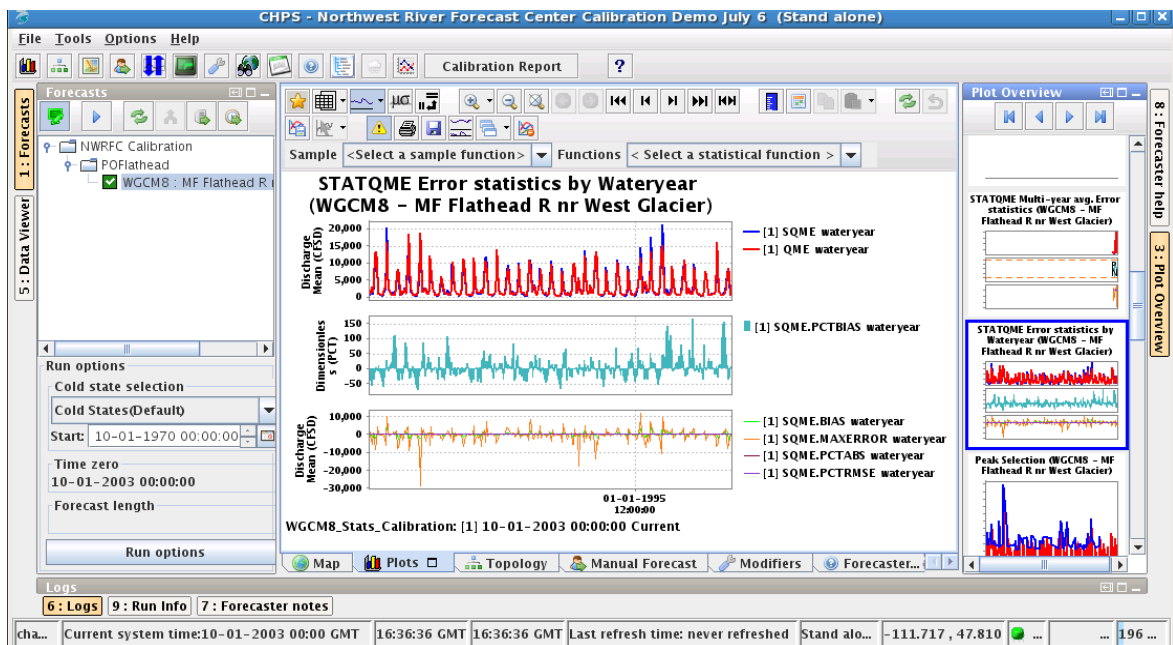 CHPS - Northwest River Forecast Center Calibration Demo July 6 (Stand alone)
File Tools Options Help
Calibration Report ?
1 : Forecasts
5 : Data Viewer
Forecasts
NWRFC Calibration
POFlathead
WGCM8 : MF Flathead R n
Run options
Cold state selection
Cold States(Default)
Start: 10-01-1970 00:00:00
Time zero
10-01-2003 00:00:00
Forecast length
Run options
μσ
Sample <Select a sample function> Functions < Select a statistical function >
STATQME Error statistics by Wateryear
(WGCM8 - MF Flathead R nr West Glacier)
Discharge
Mean (CFSD)
20,000
15,000
10,000
5,000
0
[1] SQME wateryear
[1] QME wateryear
Dimensionles
s (PCT)
150
100
50
0
-50
[1] SQME.PCTBIAS wateryear
Discharge
Mean (CFSD)
10,000
0
-10,000
-20,000
-30,000
[1] SQME.BIAS wateryear
[1] SQME.MAXERROR wateryear
[1] SQME.PCTABS wateryear
[1] SQME.PCTRMSE wateryear
01-01-1995
12:00:00
WGCM8_Stats_Calibration: [1] 10-01-2003 00:00:00 Current
Map Plots Topology Manual Forecast Modifiers Forecaster...
Plot Overview
STATQME Multi-year avg. Error
statistics (WGCM8 - MF
Flathead R nr West Glacier)
STATQME Error statistics by
Wateryear (WGCM8 - MF
Flathead R nr West Glacier)
Peak Selection (WGCM8 - MF
Flathead R nr West Glacier)
8 : Forecaster help
3 : Plot Overview
Logs
6 : Logs 9 : Run Info 7 : Forecaster notes
cha... Current system time:10-01-2003 00:00 GMT 16:36:36 GMT 16:36:36 GMT Last refresh time: never refreshed Stand alo... -111.717 , 47.810 ... ... 196 ...